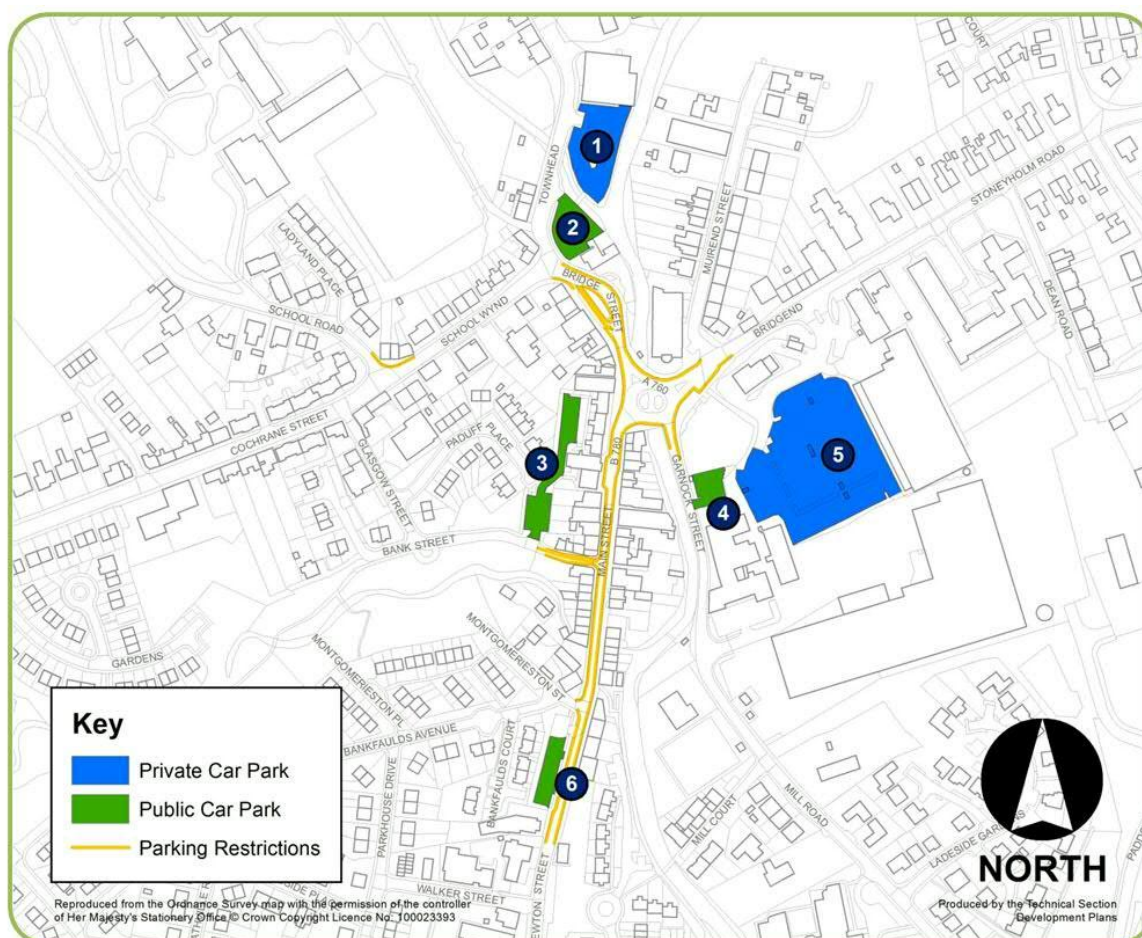 COURT
1
TOWNHEAD
2
MUIREND STREET
STONEYHOLM ROAD
DEAN ROAD
LADYLAND PLACE
SCHOOL ROAD
SCHOOL WYND
BRIDGE STREET
BRIDGEND
A 760
COCHRANE STREET
GLASGOW STREET
PADUFF PLACE
3
B 780
GARNOCK STREET
4
5
BANK STREET
MAIN STREET
GARDENS
MONTGOMERIESTON ST
MONTGOMERIESTON PL
BANKFAULDS AVENUE
BANKFAULDS COURT
PARKHOUSE DRIVE
6
MILL COURT
MILL ROAD
LADESIDE GARDENS
WALKER STREET
Key
Private Car Park
Public Car Park
Parking Restrictions
NORTH
Reproduced from the Ordnance Survey map with the permission of the controller
of Her Majesty's Stationery Office © Crown Copyright Licence No. 100023393
Produced by the Technical Section
Development Plans